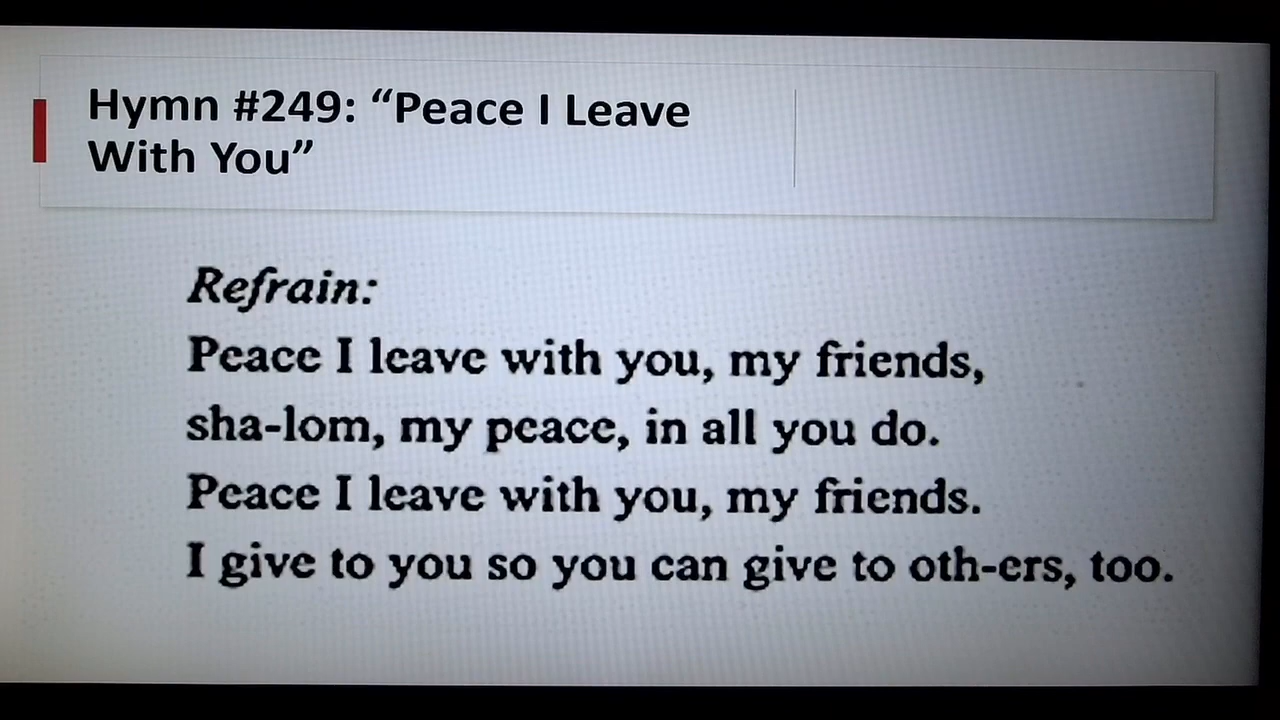 Hymn #249: “Peace I Leave
With You”
Refrain:
Peace I leave with you, my friends,
sha-lom, my peace, in all you do.
Peace I leave with you, my friends.
I give to you so you can give to oth-ers, too.